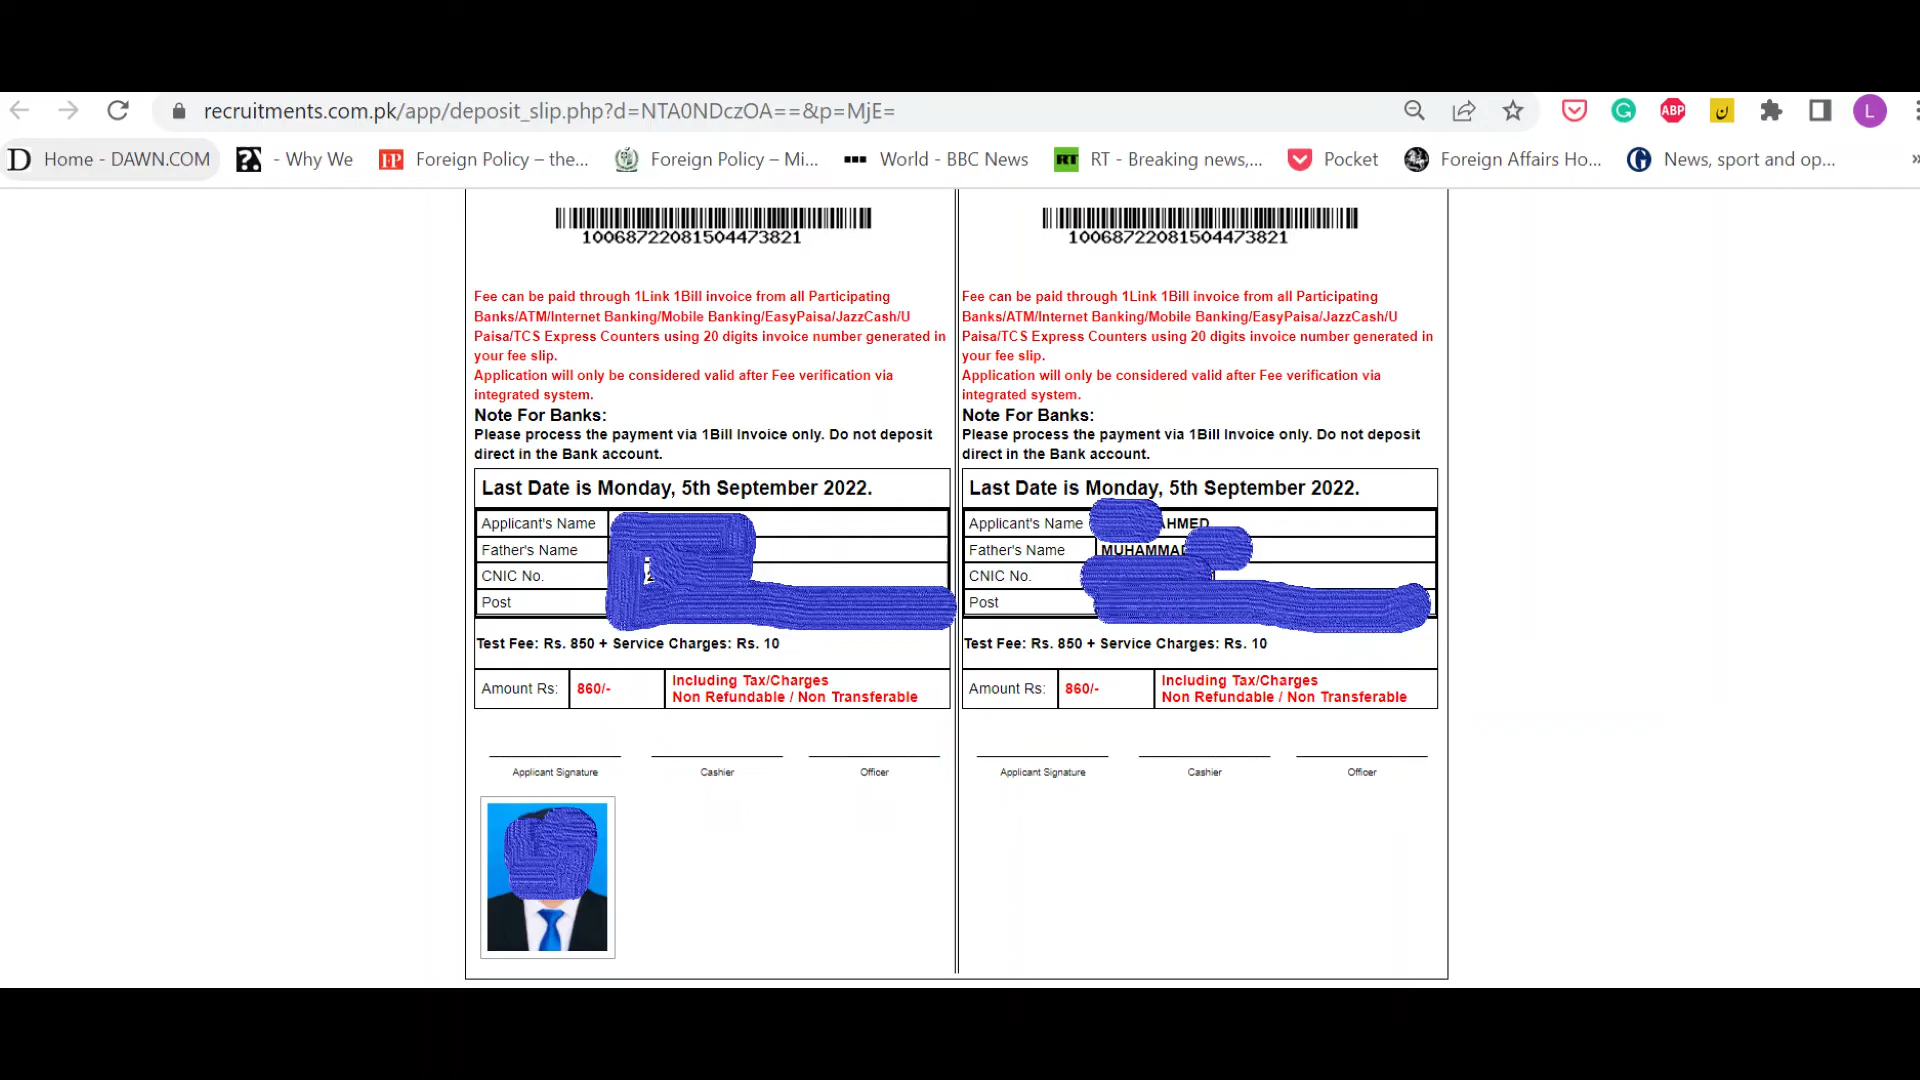 recruitments.com.pk/app/deposit_slip.php?d=NTA0NDczOA==&p=MjE=
ABP
L
D Home - DAWN.COM
?\ - Why We
FP Foreign Policy – the...
Foreign Policy – Mi...
World - BBC News
RT RT - Breaking news,...
Pocket
Foreign Affairs Ho...
News, sport and op...
»
10068722081504473821
Fee can be paid through 1Link 1Bill invoice from all Participating
Banks/ATM/Internet Banking/Mobile Banking/EasyPaisa/JazzCash/U
Paisa/TCS Express Counters using 20 digits invoice number generated in
your fee slip.
Application will only be considered valid after Fee verification via
integrated system.
Note For Banks:
Please process the payment via 1Bill Invoice only. Do not deposit
direct in the Bank account.
Last Date is Monday, 5th September 2022.
Applicant's Name
Father's Name
CNIC No.
Post
Test Fee: Rs. 850 + Service Charges: Rs. 10
Amount Rs: 860/- Including Tax/Charges
Non Refundable / Non Transferable
Applicant Signature Cashier Officer
10068722081504473821
Fee can be paid through 1Link 1Bill invoice from all Participating
Banks/ATM/Internet Banking/Mobile Banking/EasyPaisa/JazzCash/U
Paisa/TCS Express Counters using 20 digits invoice number generated in
your fee slip.
Application will only be considered valid after Fee verification via
integrated system.
Note For Banks:
Please process the payment via 1Bill Invoice only. Do not deposit
direct in the Bank account.
Last Date is Monday, 5th September 2022.
Applicant's Name AHMED
Father's Name MUHAMMAD
CNIC No.
Post
Test Fee: Rs. 850 + Service Charges: Rs. 10
Amount Rs: 860/- Including Tax/Charges
Non Refundable / Non Transferable
Applicant Signature Cashier Officer